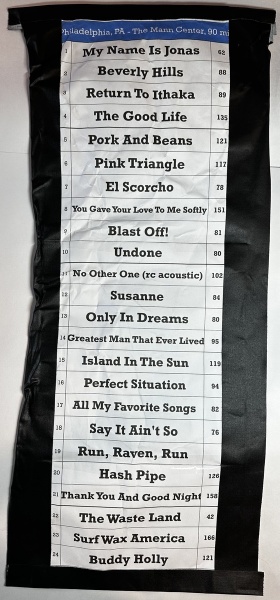 Philadelphia, PA - The Mann Center, 90 mi
1 My Name Is Jonas 62
2 Beverly Hills 88
3 Return To Ithaka 89
4 The Good Life 135
5 Pork And Beans 121
6 Pink Triangle 117
7 El Scorcho 78
8 You Gave Your Love To Me Softly 151
9 Blast Off! 81
10 Undone 80
11 No Other One (rc acoustic) 102
12 Susanne 84
13 Only In Dreams 80
14 Greatest Man That Ever Lived 95
15 Island In The Sun 119
16 Perfect Situation 94
17 All My Favorite Songs 82
18 Say It Ain't So 76
19 Run, Raven, Run
20 Hash Pipe 126
21 Thank You And Good Night 158
22 The Waste Land 42
23 Surf Wax America 166
24 Buddy Holly 121